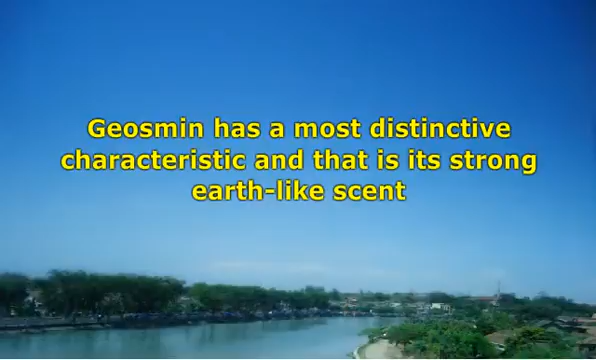 Geosmin has a most distinctive
characteristic and that is its strong
earth-like scent